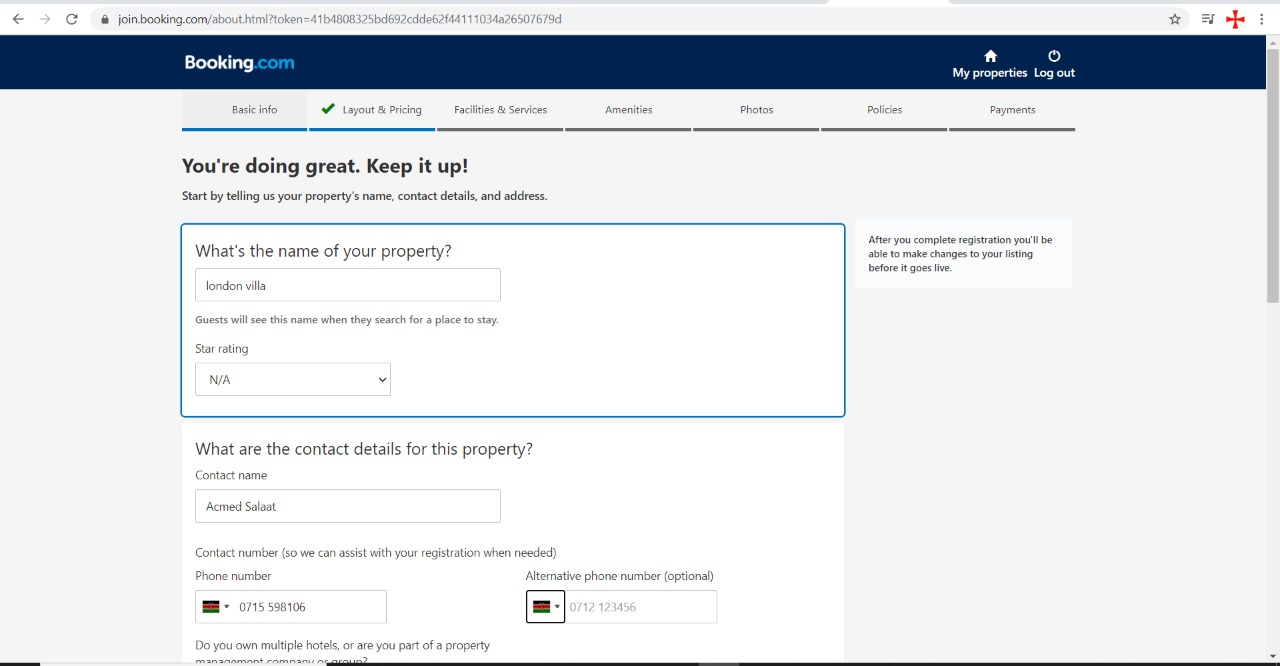 join.booking.com/about.html?token=41b4808325bd692cdde62f44111034a26507679d
Booking.com
My properties Log out
Basic info Layout & Pricing Facilities & Services Amenities Photos Policies Payments
You're doing great. Keep it up!
Start by telling us your property's name, contact details, and address.
What's the name of your property?
london villa
Guests will see this name when they search for a place to stay.
Star rating
N/A
After you complete registration you'll be
able to make changes to your listing
before it goes live.
What are the contact details for this property?
Contact name
Acmed Salaat
Contact number (so we can assist with your registration when needed)
Phone number Alternative phone number (optional)
0715 598106 0712 123456
Do you own multiple hotels, or are you part of a property
management company or group?